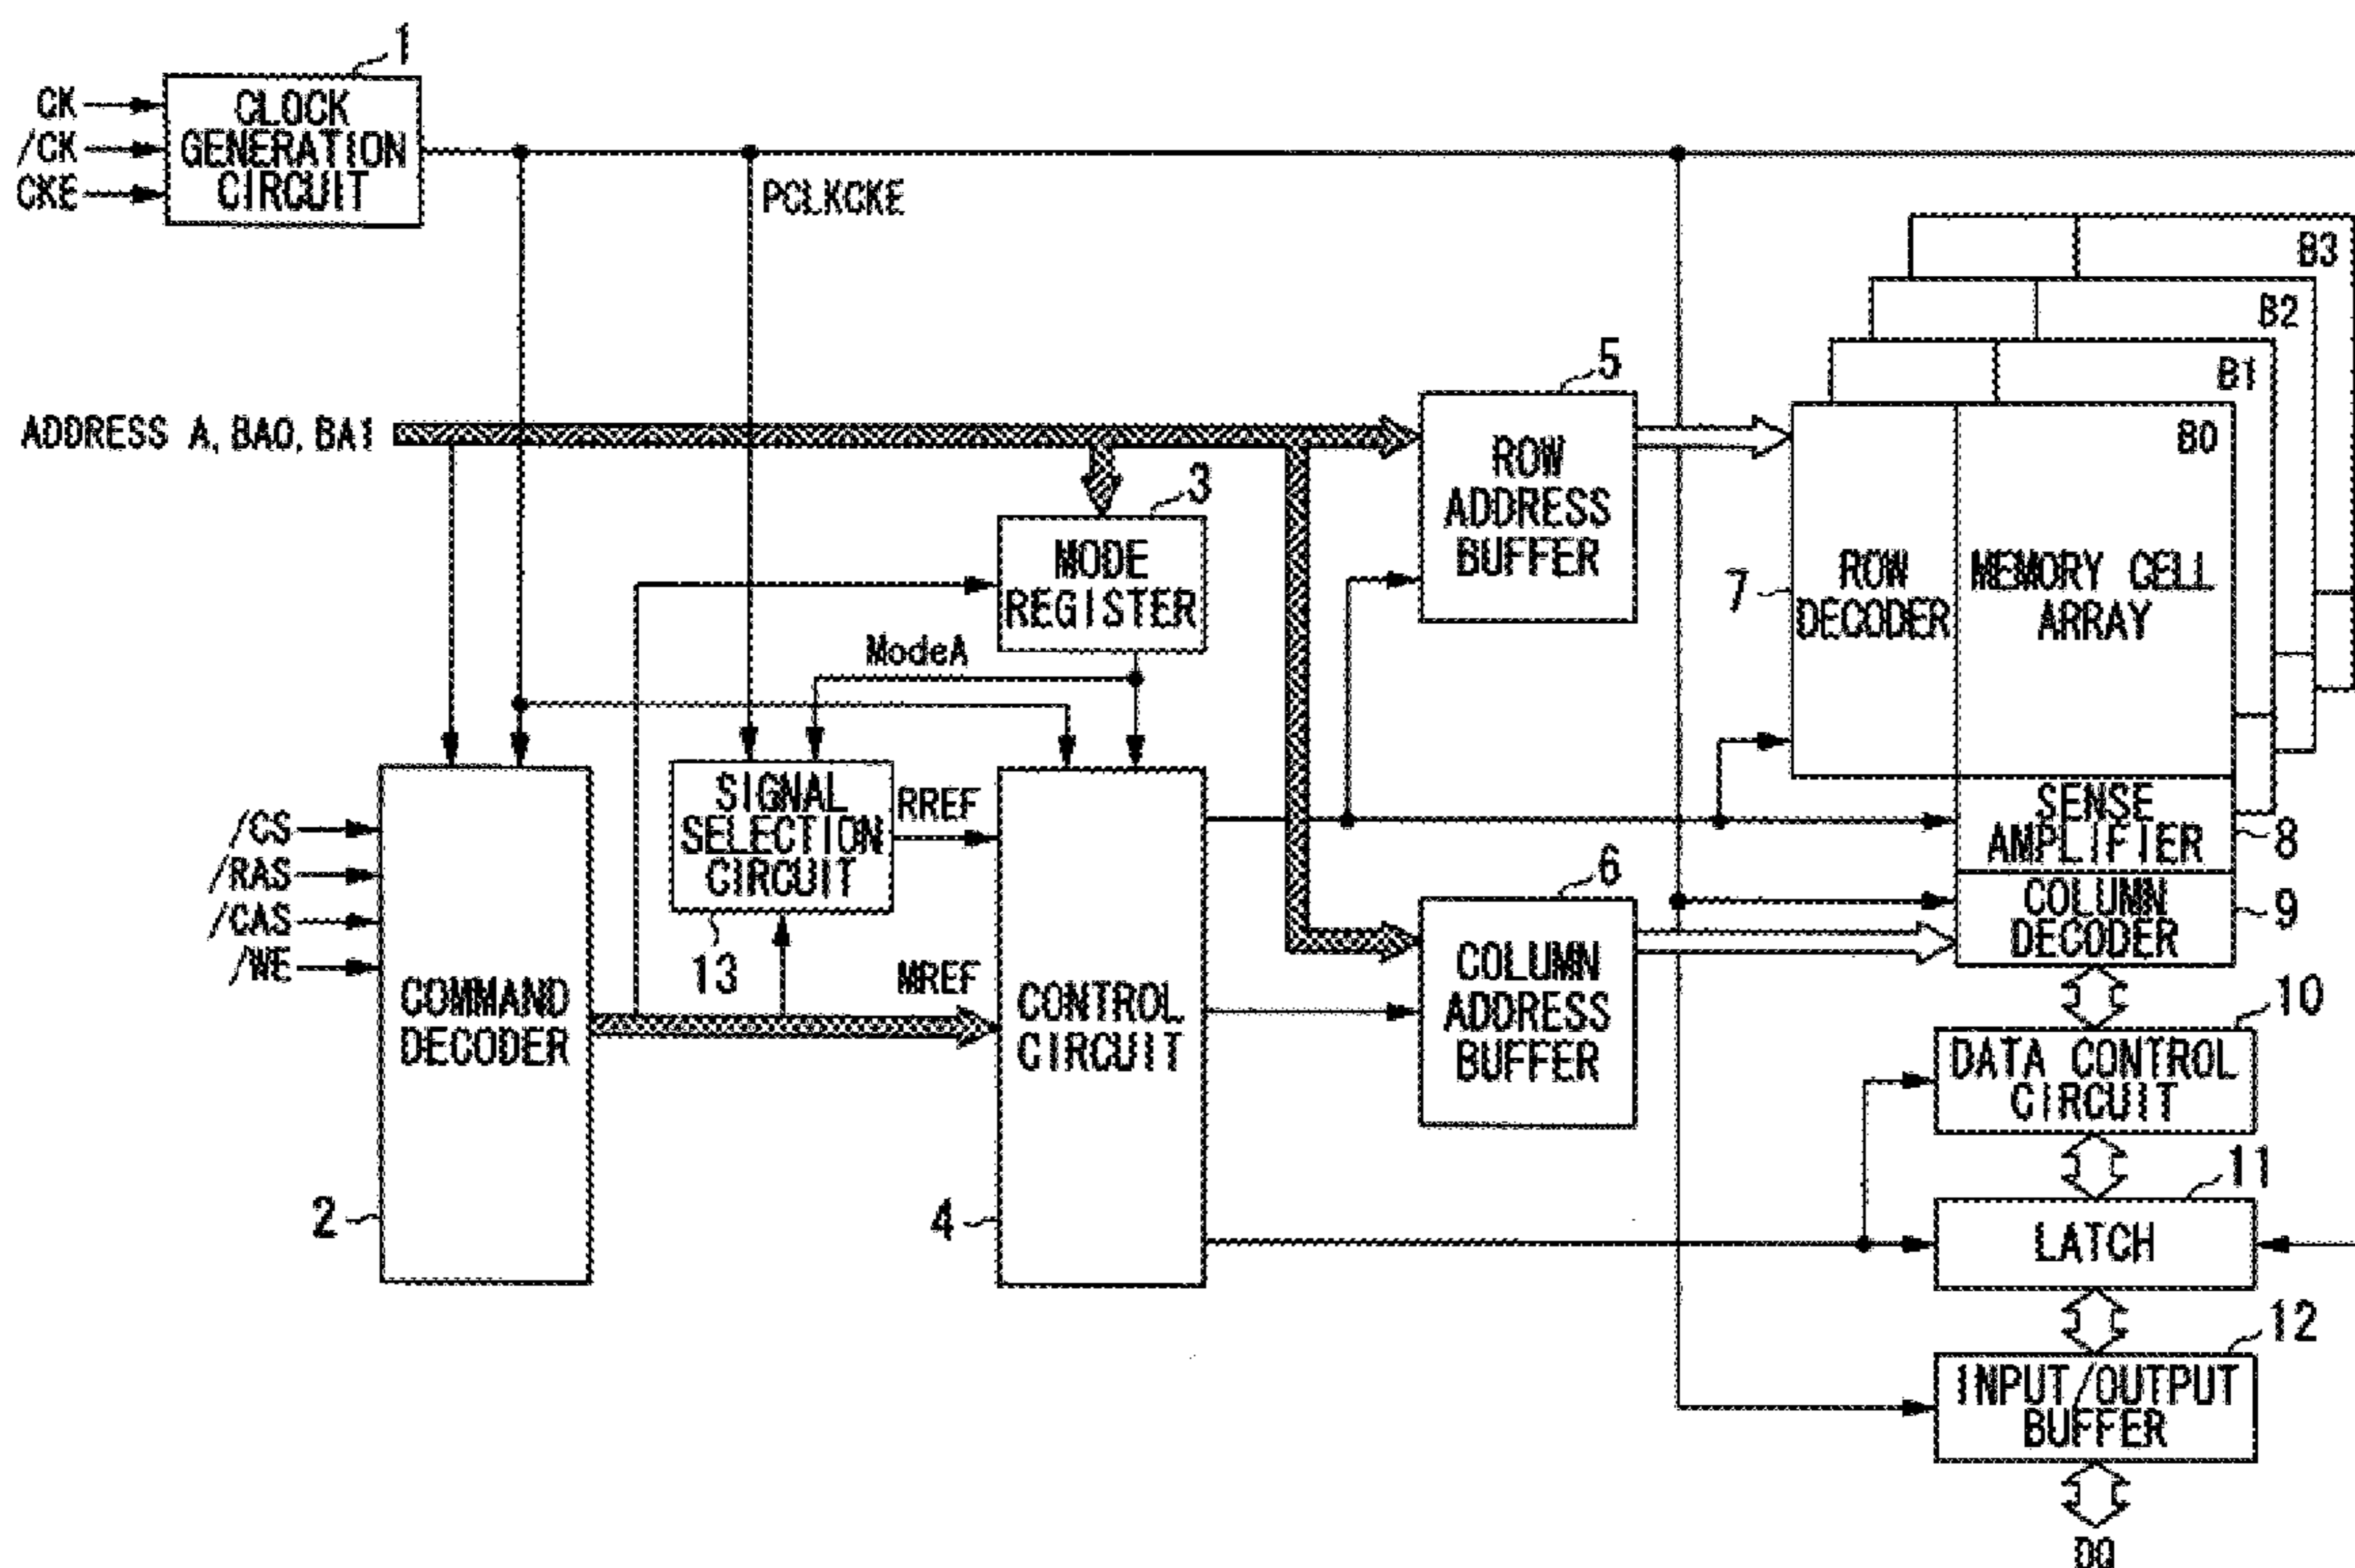 1
CK
/CK
CKE
CLOCK
GENERATION
CIRCUIT
PCLKCKE
B3
B2
B1
B0
ADDRESS A, BA0, BA1
5
ROW
ADDRESS
BUFFER
3
MODE
REGISTER
ModeA
7
ROW
DECODER
MEMORY CELL
ARRAY
SENSE
AMPLIFIER
8
COLUMN
DECODER
9
/CS
/RAS
/CAS
/WE
COMMAND
DECODER
2
SIGNAL
SELECTION
CIRCUIT
13
RREF
MREF
CONTROL
CIRCUIT
4
6
COLUMN
ADDRESS
BUFFER
10
DATA CONTROL
CIRCUIT
11
LATCH
12
INPUT/OUTPUT
BUFFER
DQ